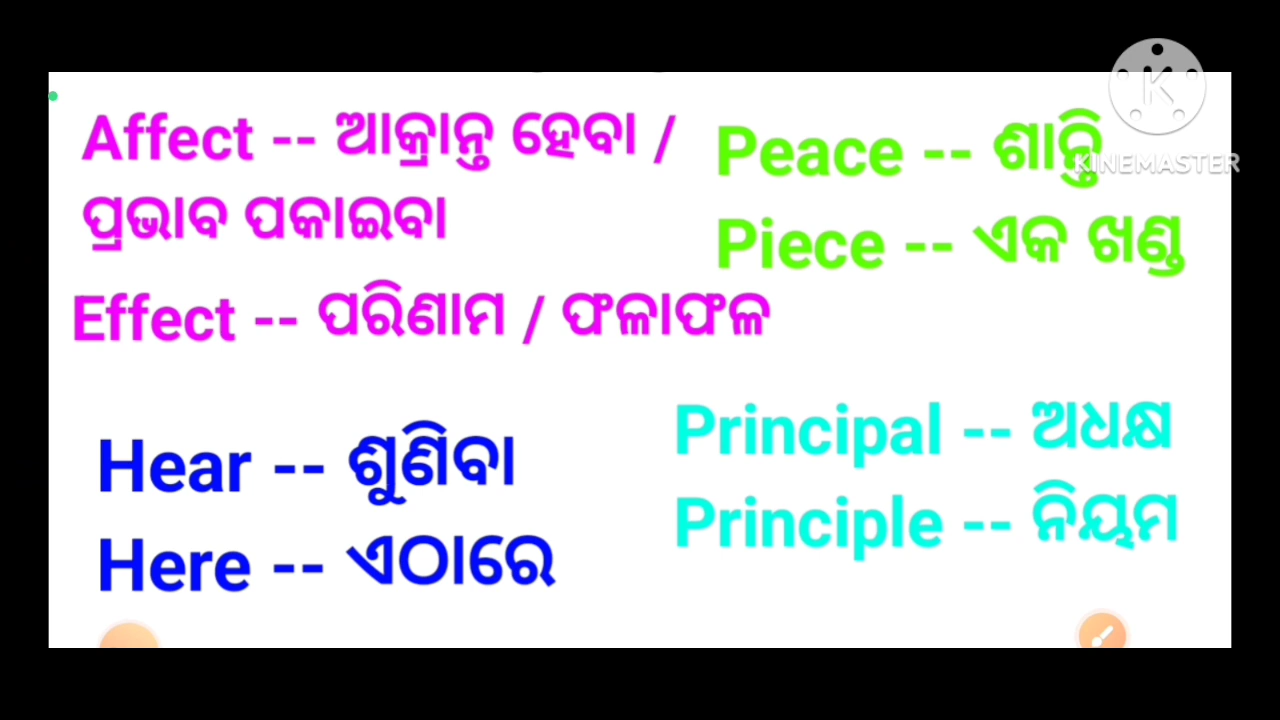 Affect -- ଆକ୍ରାନ୍ତ ହେବା /
ପ୍ରଭାବ ପକାଇବା
Effect -- ପରିଣାମ / ଫଳାଫଳ
Peace -- ଶାନ୍ତି
Piece -- ଏକ ଖଣ୍ଡ
Hear -- ଶୁଣିବା
Here -- ଏଠାରେ
Principal -- ଅଧକ୍ଷ
Principle -- ନିୟମ
KINEMASTER